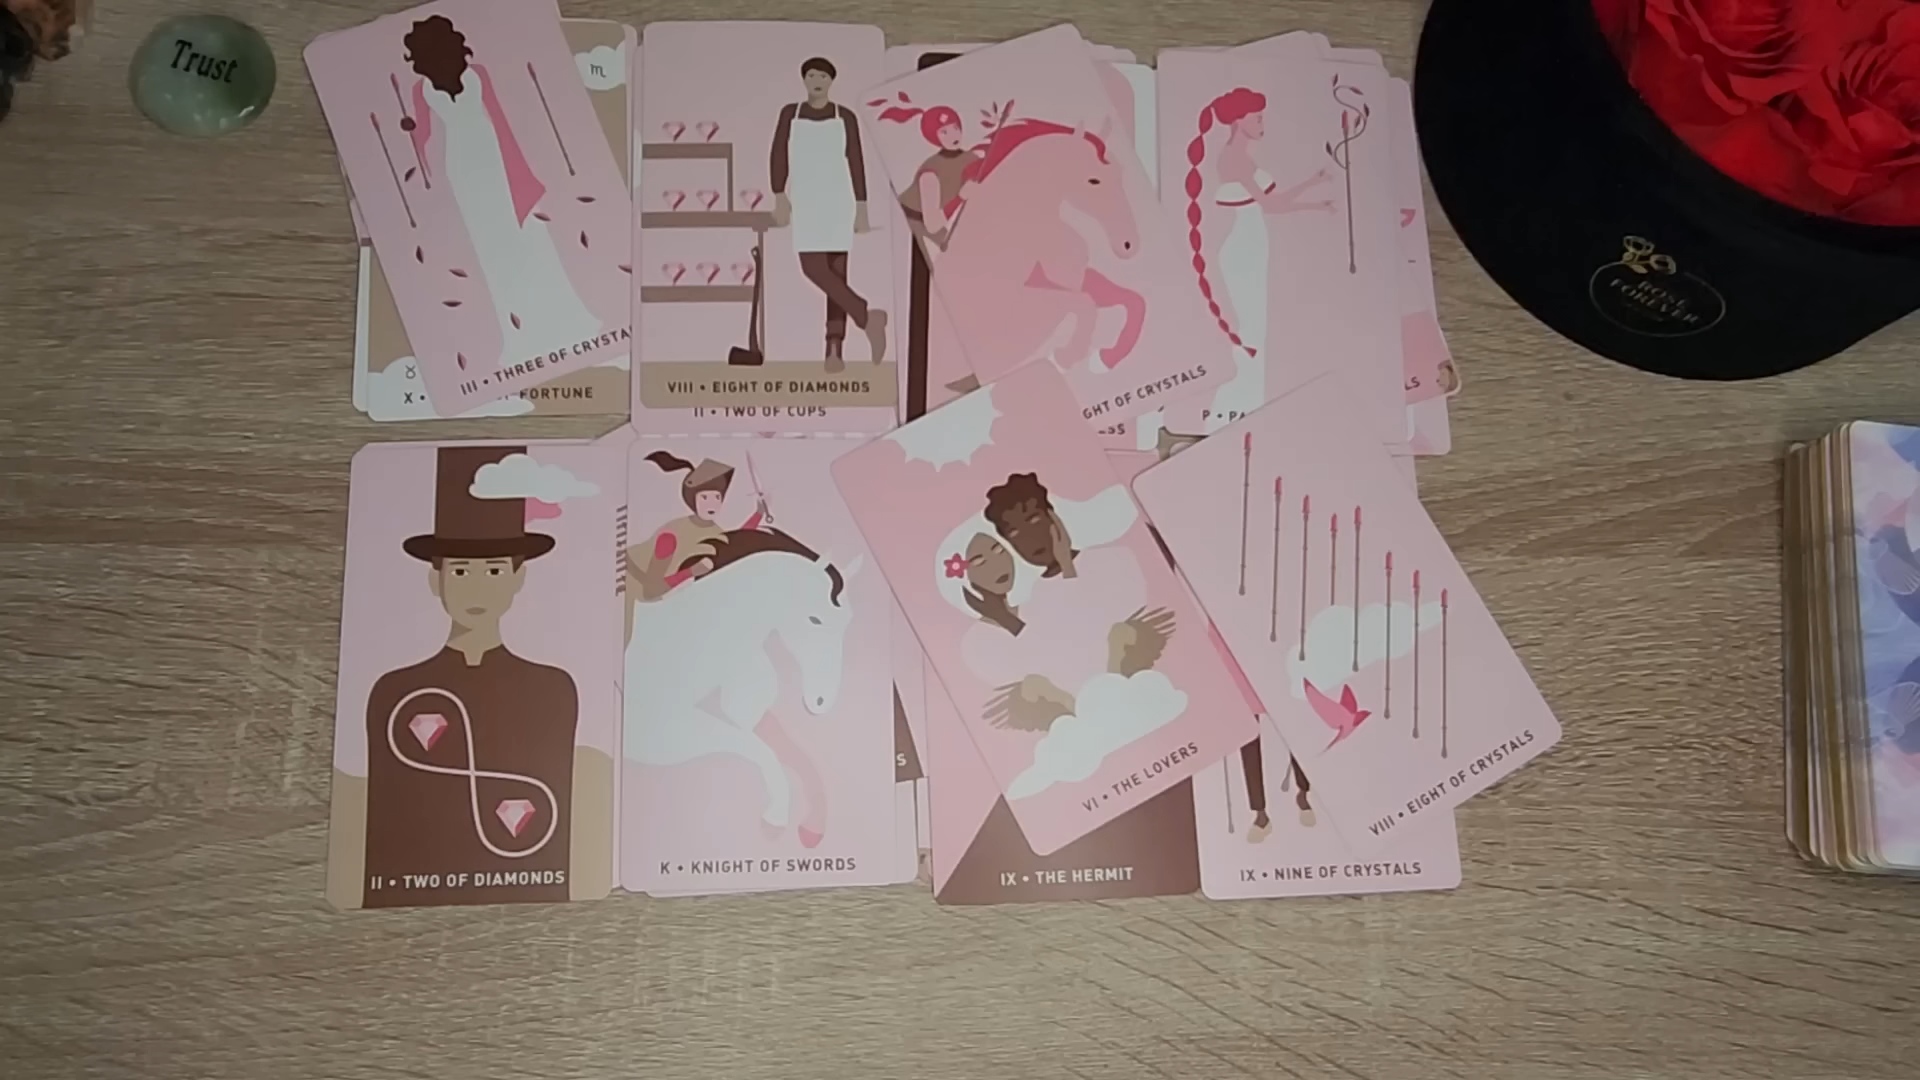 Trust
♏
III • THREE OF CRYSTA
♉
X •
FORTUNE
VIII • EIGHT OF DIAMONDS
II • TWO OF CUPS
GHT OF CRYSTALS
P • PA
LS
ROSE
FOREVER
II • TWO OF DIAMONDS
K • KNIGHT OF SWORDS
S
VI • THE LOVERS
IX • THE HERMIT
VIII • EIGHT OF CRYSTALS
IX • NINE OF CRYSTALS